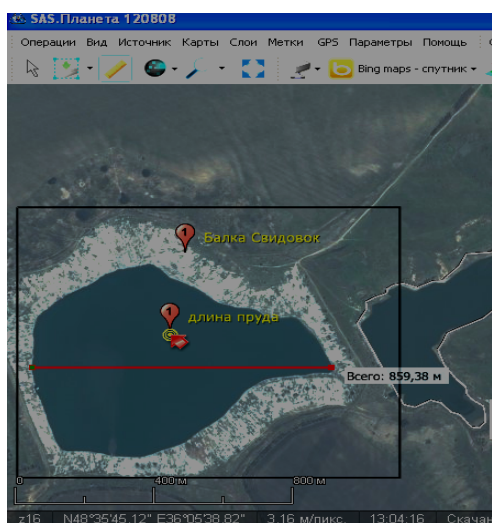 SAS.Планета 120808
Операции Вид Источник Карты Слои Метки GPS Параметры Помощь
Bing maps - спутник
1
Балка Свидовок
1
длина пруда
Всего: 859,38 м
0 400 м 800 м
z16 N48°35'45,12" E36°05'38,82" 3,16 м/пикс. 13:04:16 Скачан